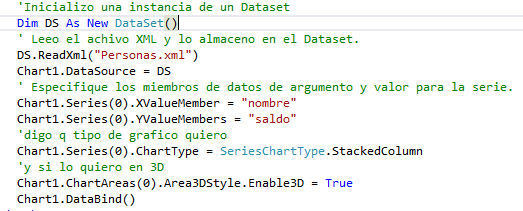 'Inicializo una instancia de un Dataset
Dim DS As New DataSet()
' Leeo el achivo XML y lo almaceno en el Dataset.
DS.ReadXml("Personas.xml")
Chart1.DataSource = DS
' Especifique los miembros de datos de argumento y valor para la serie.
Chart1.Series(0).XValueMember = "nombre"
Chart1.Series(0).YValueMembers = "saldo"
'digo q tipo de grafico quiero
Chart1.Series(0).ChartType = SeriesChartType.StackedColumn
'y si lo quiero en 3D
Chart1.ChartAreas(0).Area3DStyle.Enable3D = True
Chart1.DataBind()